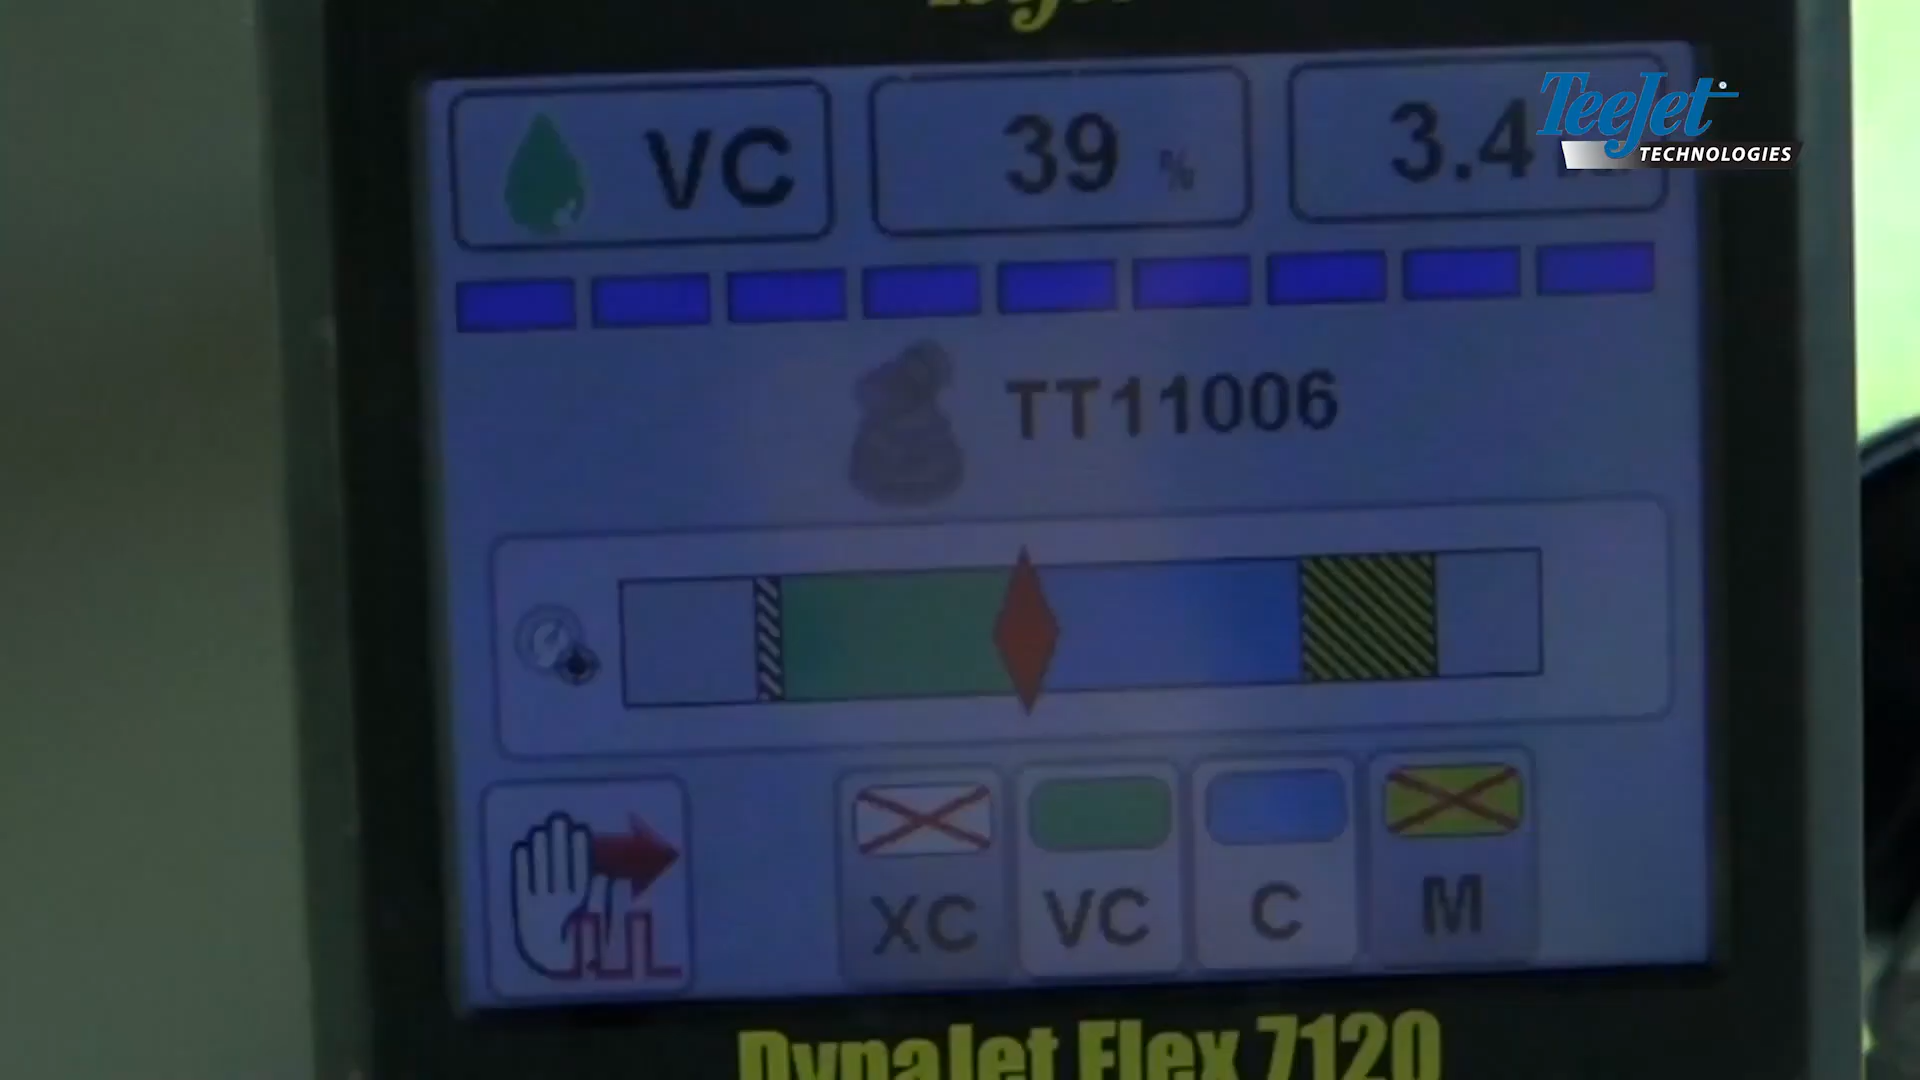 TeeJet
TECHNOLOGIES
VC
39 %
3.4
TT11006
XC
VC
C
M
DynaJet Flex 7120